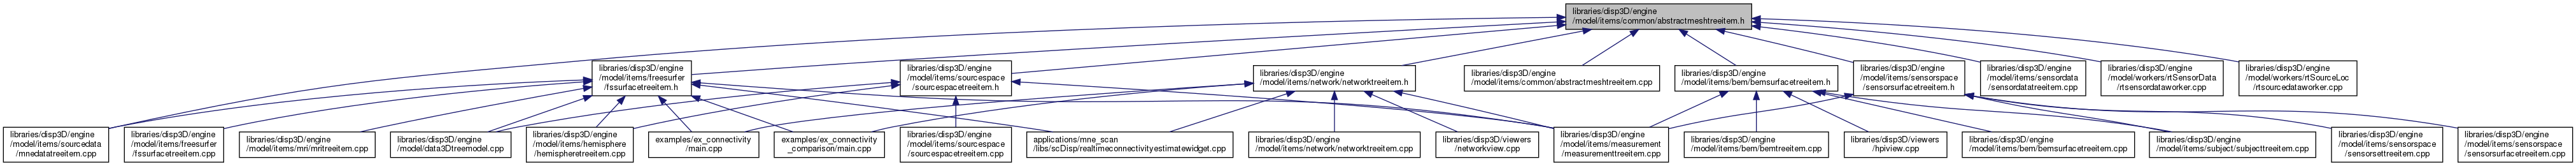 libraries/disp3D/engine
/model/items/common/abstractmeshtreeitem.h
libraries/disp3D/engine
/model/items/freesurfer
/fssurfacetreeitem.h
libraries/disp3D/engine
/model/items/sourcespace
/sourcespacetreeitem.h
libraries/disp3D/engine
/model/items/network/networktreeitem.h
libraries/disp3D/engine
/model/items/common/abstractmeshtreeitem.cpp
libraries/disp3D/engine
/model/items/bem/bemsurfacetreeitem.h
libraries/disp3D/engine
/model/items/sensorspace
/sensorsurfacetreeitem.h
libraries/disp3D/engine
/model/items/sensordata
/sensordatatreeitem.cpp
libraries/disp3D/engine
/model/workers/rtSensorData
/rtsensordataworker.cpp
libraries/disp3D/engine
/model/workers/rtSourceLoc
/rtsourcedataworker.cpp
libraries/disp3D/engine
/model/items/sourcedata
/mnedatatreeitem.cpp
libraries/disp3D/engine
/model/items/freesurfer
/fssurfacetreeitem.cpp
libraries/disp3D/engine
/model/items/mri/mritreeitem.cpp
libraries/disp3D/engine
/model/data3Dtreemodel.cpp
libraries/disp3D/engine
/model/items/hemisphere
/hemispheretreeitem.cpp
examples/ex_connectivity
/main.cpp
examples/ex_connectivity
_comparison/main.cpp
libraries/disp3D/engine
/model/items/sourcespace
/sourcespacetreeitem.cpp
applications/mne_scan
/libs/scDisp/realtimeconnectivityestimatewidget.cpp
libraries/disp3D/engine
/model/items/network/networktreeitem.cpp
libraries/disp3D/viewers
/networkview.cpp
libraries/disp3D/engine
/model/items/measurement
/measurementtreeitem.cpp
libraries/disp3D/engine
/model/items/bem/bemtreeitem.cpp
libraries/disp3D/viewers
/hpiview.cpp
libraries/disp3D/engine
/model/items/bem/bemsurfacetreeitem.cpp
libraries/disp3D/engine
/model/items/subject/subjecttreeitem.cpp
libraries/disp3D/engine
/model/items/sensorspace
/sensorsettreeitem.cpp
libraries/disp3D/engine
/model/items/sensorspace
/sensorsurfacetreeitem.cpp